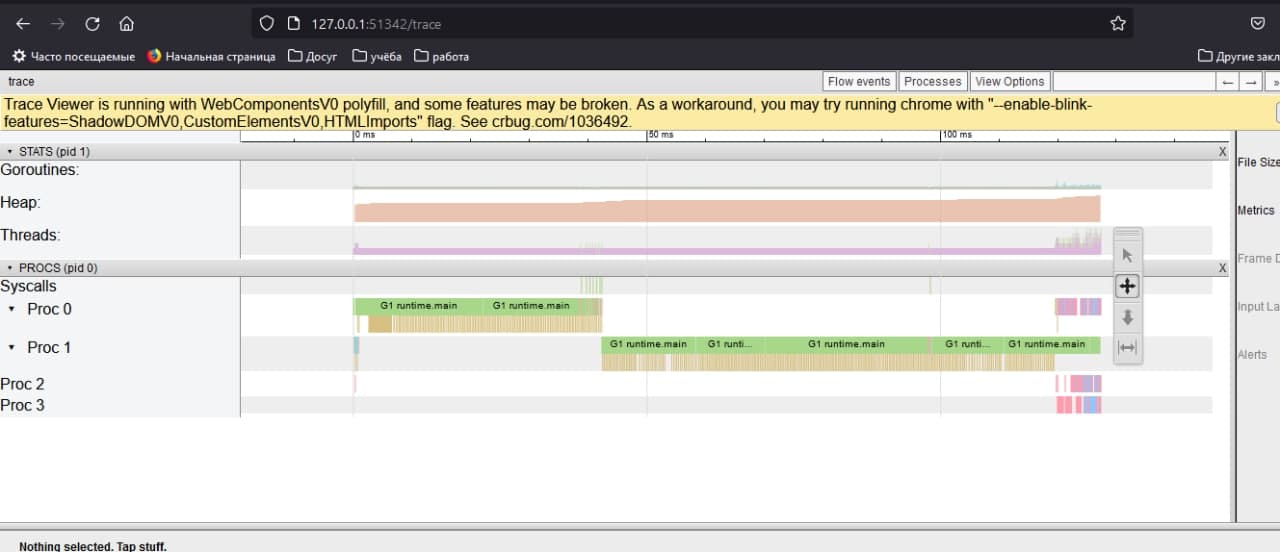 127.0.0.1:51342/trace
Часто посещаемые Начальная страница Досуг учёба работа Другие закл
trace Flow events Processes View Options ← → »
Trace Viewer is running with WebComponentsV0 polyfill, and some features may be broken. As a workaround, you may try running chrome with "--enable-blink-
features=ShadowDOMV0,CustomElementsV0,HTMLImports" flag. See crbug.com/1036492.
0 ms 50 ms 100 ms
STATS (pid 1) X
File Size
Goroutines:
Heap:
Metrics
Threads:
Frame D
PROCS (pid 0) X
Syscalls
Proc 0 G1 runtime.main G1 runtime.main
Input La
Proc 1 G1 runtime.main G1 runti... G1 runtime.main G1 runti... G1 runtime.main
Alerts
Proc 2
Proc 3
Nothing selected. Tap stuff.